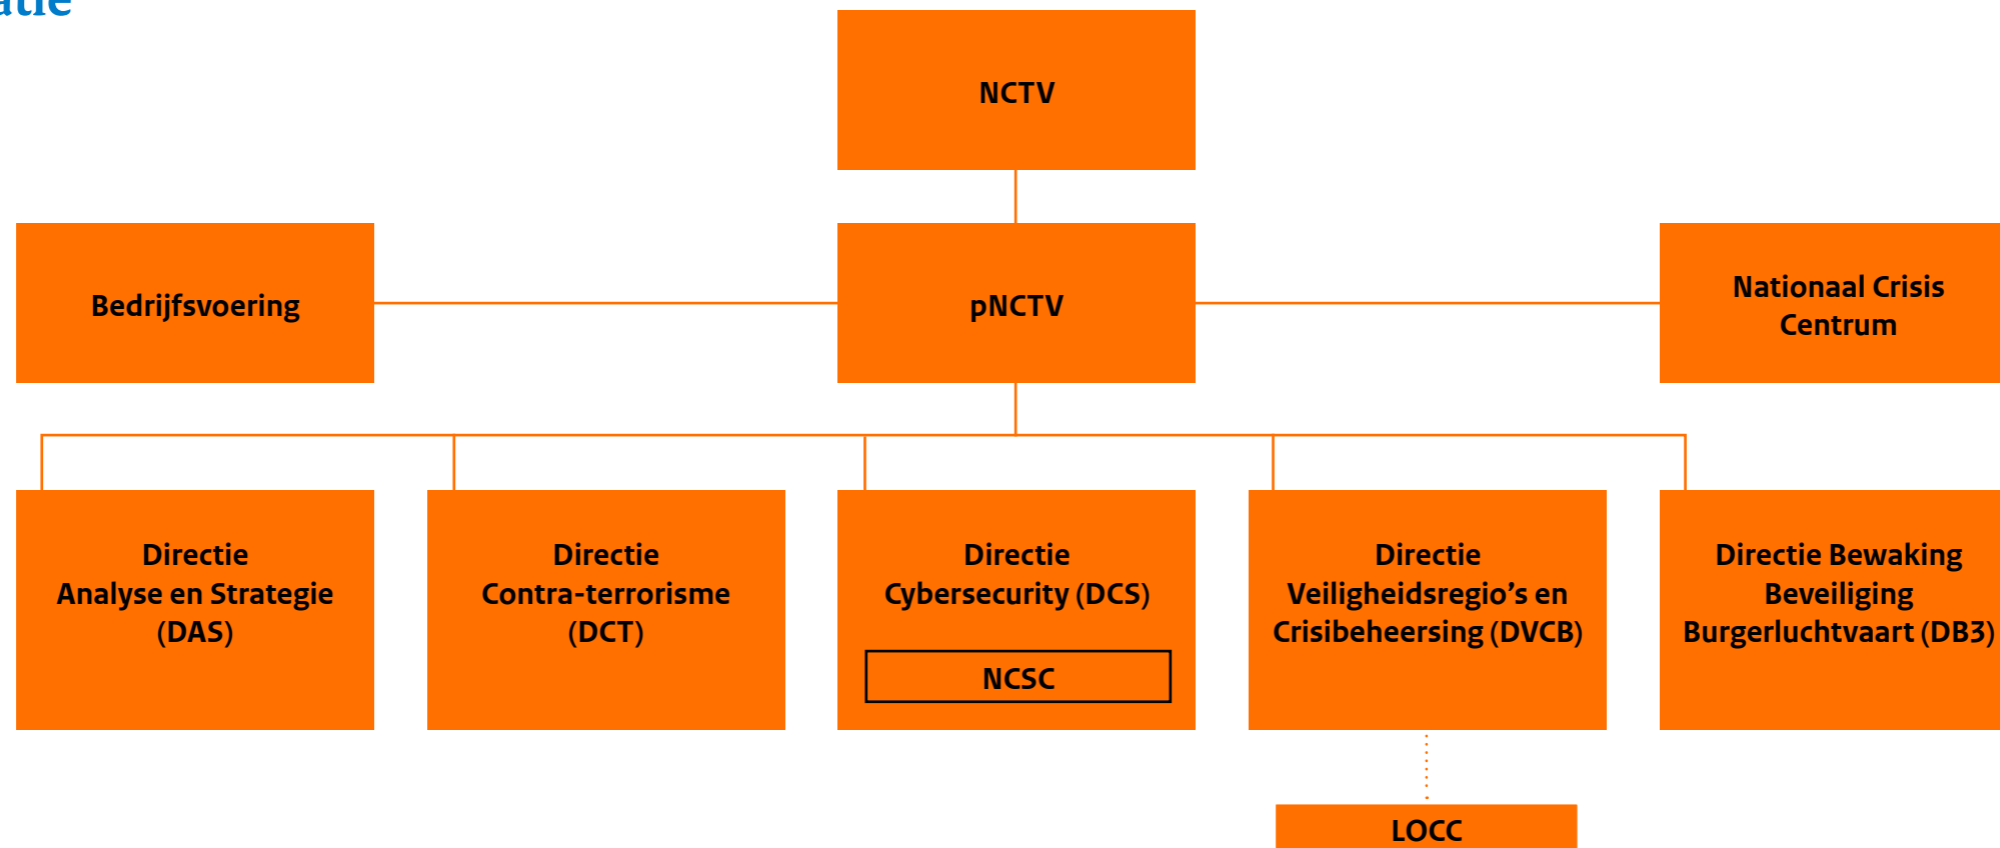 NCTV
Bedrijfsvoering
pNCTV
Nationaal Crisis
Centrum
Directie
Analyse en Strategie
(DAS)
Directie
Contra-terrorisme
(DCT)
Directie
Cybersecurity (DCS)
NCSC
Directie
Veiligheidsregio’s en
Crisibeheersing (DVCB)
Directie Bewaking
Beveiliging
Burgerluchtvaart (DB3)
LOCC